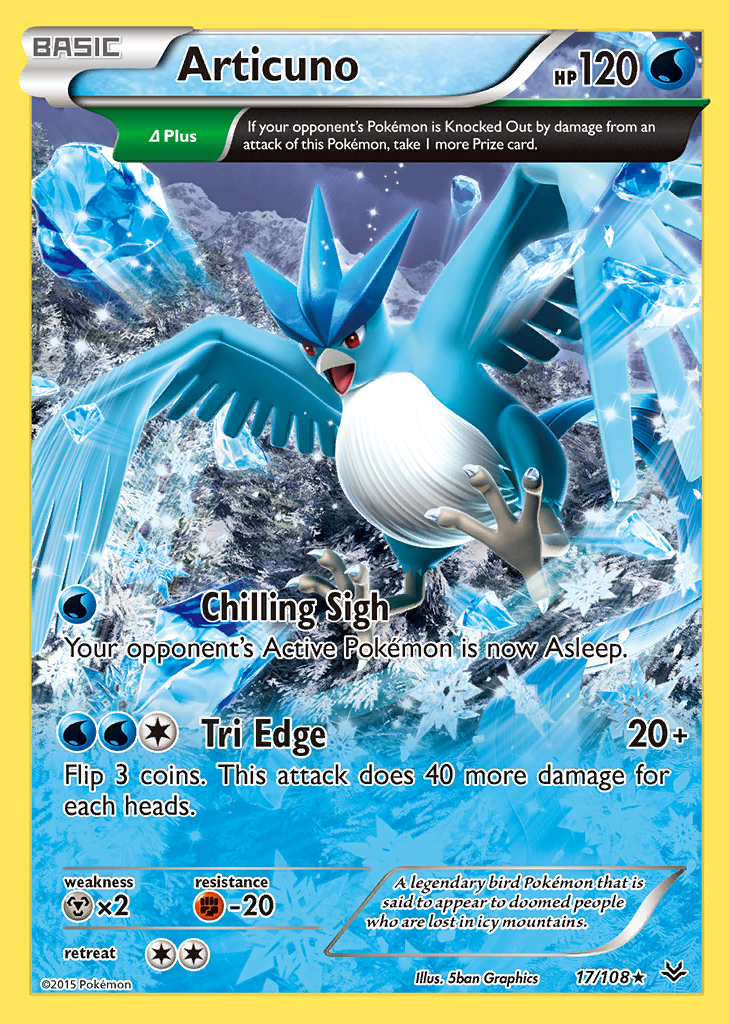 BASIC
Articuno
HP120
Δ Plus
If your opponent's Pokémon is Knocked Out by damage from an
attack of this Pokémon, take 1 more Prize card.
Chilling Sigh
Your opponent's Active Pokémon is now Asleep.
Tri Edge 20+
Flip 3 coins. This attack does 40 more damage for
each heads.
weakness
×2
resistance
-20
retreat
A legendary bird Pokémon that is
said to appear to doomed people
who are lost in icy mountains.
©2015 Pokémon
Illus. 5ban Graphics
17/108★